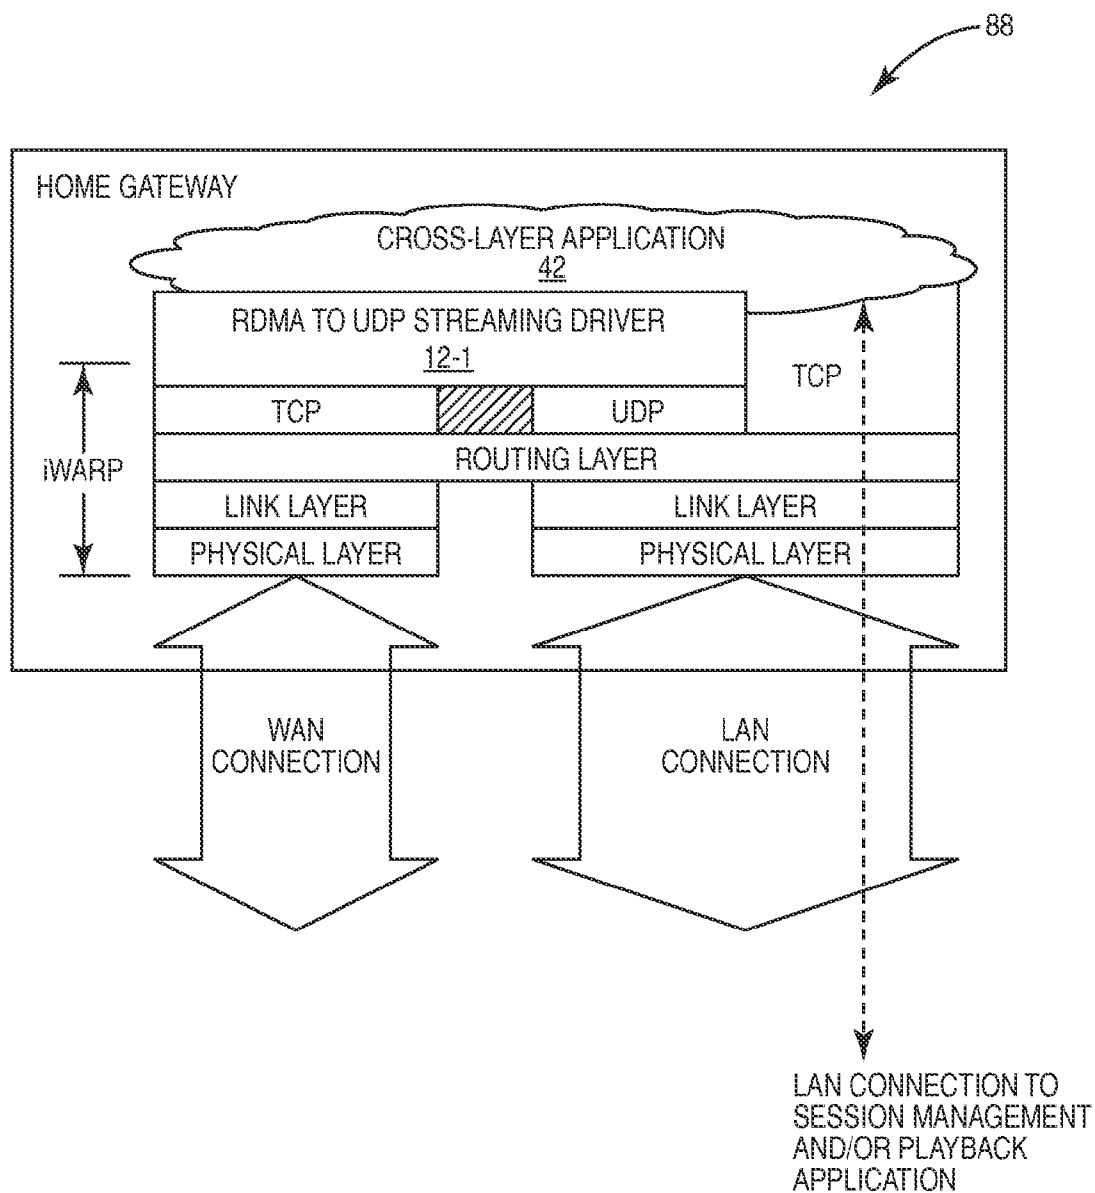 88
HOME GATEWAY
CROSS-LAYER APPLICATION
42
RDMA TO UDP STREAMING DRIVER
12-1
TCP
TCP
UDP
iWARP
ROUTING LAYER
LINK LAYER
LINK LAYER
PHYSICAL LAYER
PHYSICAL LAYER
WAN
CONNECTION
LAN
CONNECTION
LAN CONNECTION TO
SESSION MANAGEMENT
AND/OR PLAYBACK
APPLICATION